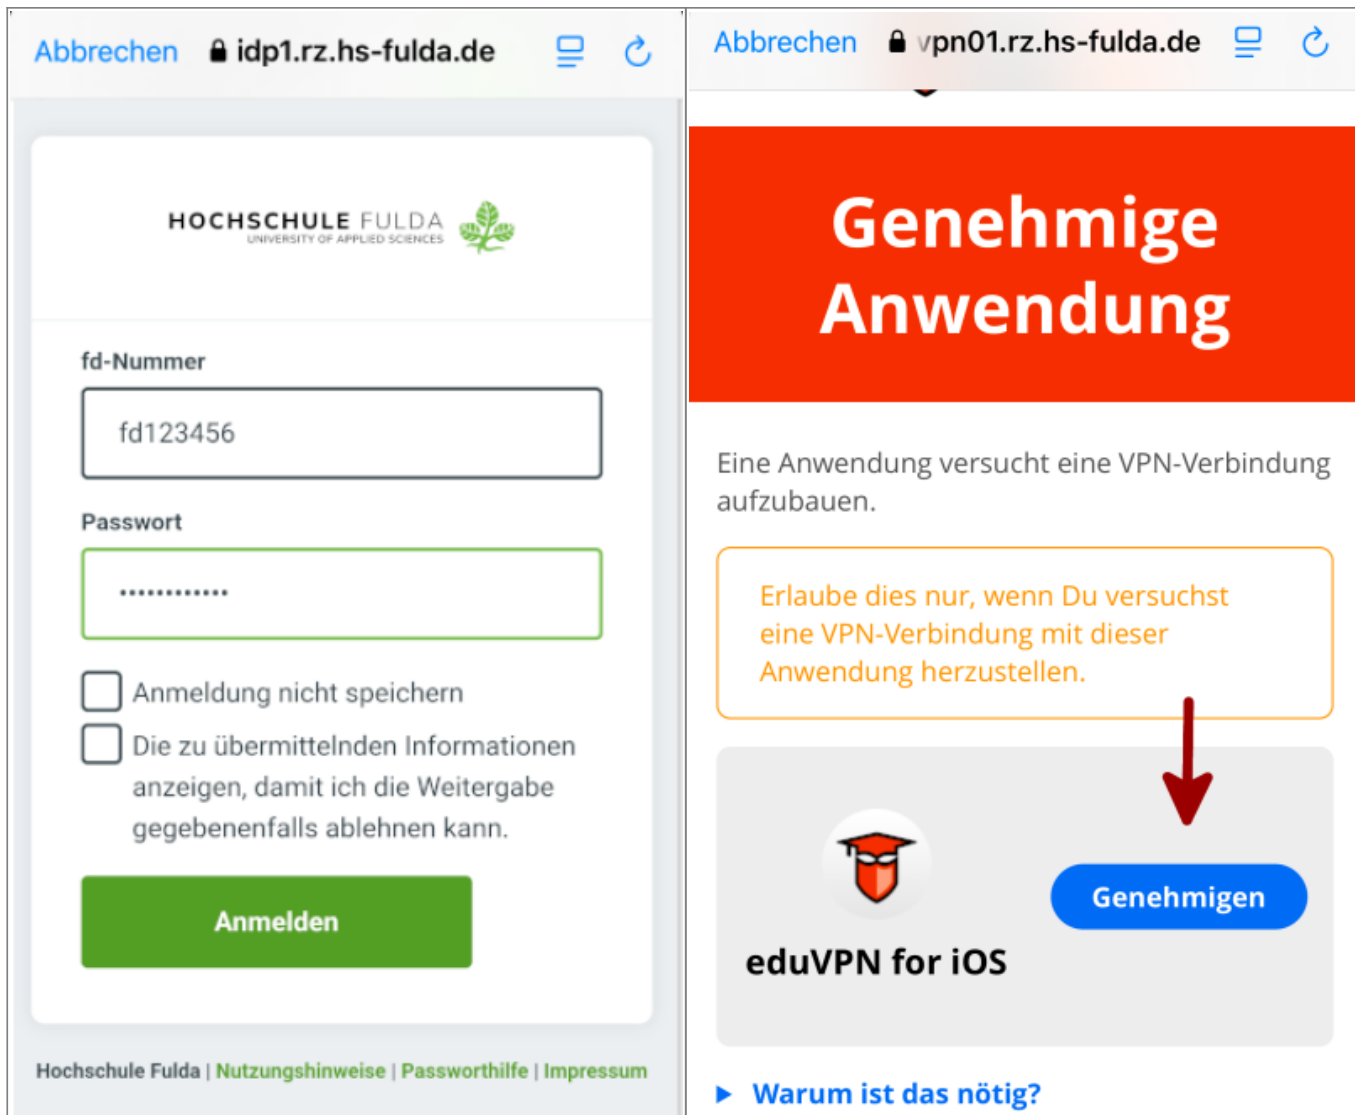 Abbrechen idp1.rz.hs-fulda.de
HOCHSCHULE FULDA
UNIVERSITY OF APPLIED SCIENCES
fd-Nummer
fd123456
Passwort
••••••••••••
Anmeldung nicht speichern
Die zu übermittelnden Informationen
anzeigen, damit ich die Weitergabe
gegebenenfalls ablehnen kann.
Anmelden
Hochschule Fulda | Nutzungshinweise | Passworthilfe | Impressum
Abbrechen vpn01.rz.hs-fulda.de
Genehmige
Anwendung
Eine Anwendung versucht eine VPN-Verbindung
aufzubauen.
Erlaube dies nur, wenn Du versuchst
eine VPN-Verbindung mit dieser
Anwendung herzustellen.
Genehmigen
eduVPN for iOS
Warum ist das nötig?